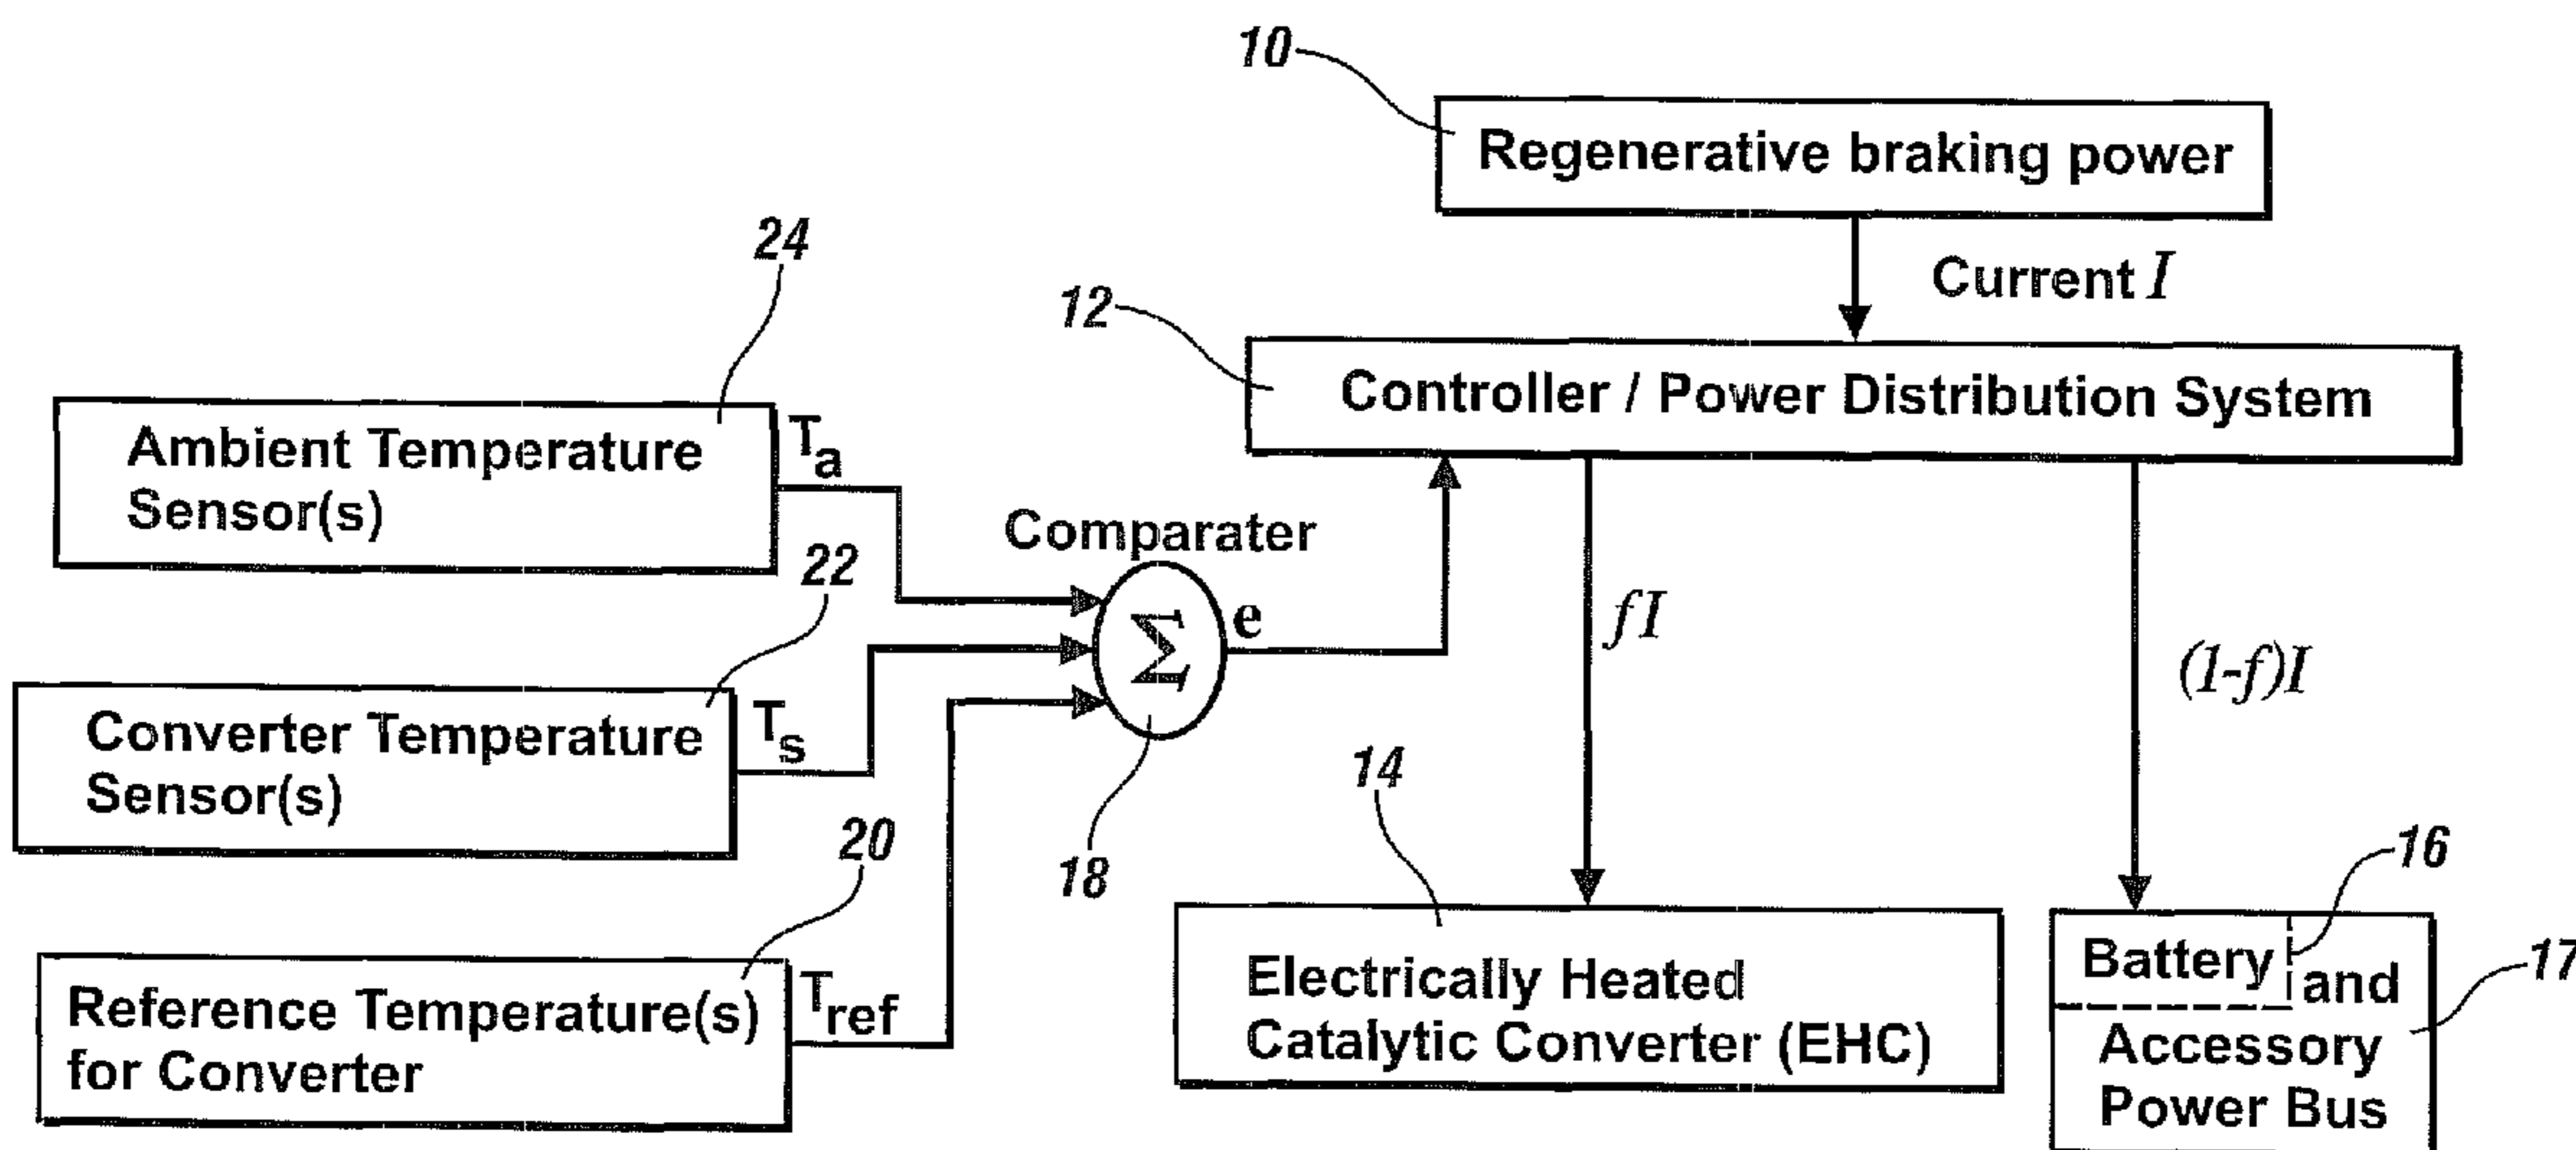 10
Regenerative braking power
Current I
12
Controller / Power Distribution System
24
Ambient Temperature
Sensor(s)
Ta
Comparater
22
Converter Temperature
Sensor(s)
Ts
Σ
e
18
20
Reference Temperature(s)
for Converter
Tref
fI
(1-f)I
14
Electrically Heated
Catalytic Converter (EHC)
16
Battery
and
17
Accessory
Power Bus